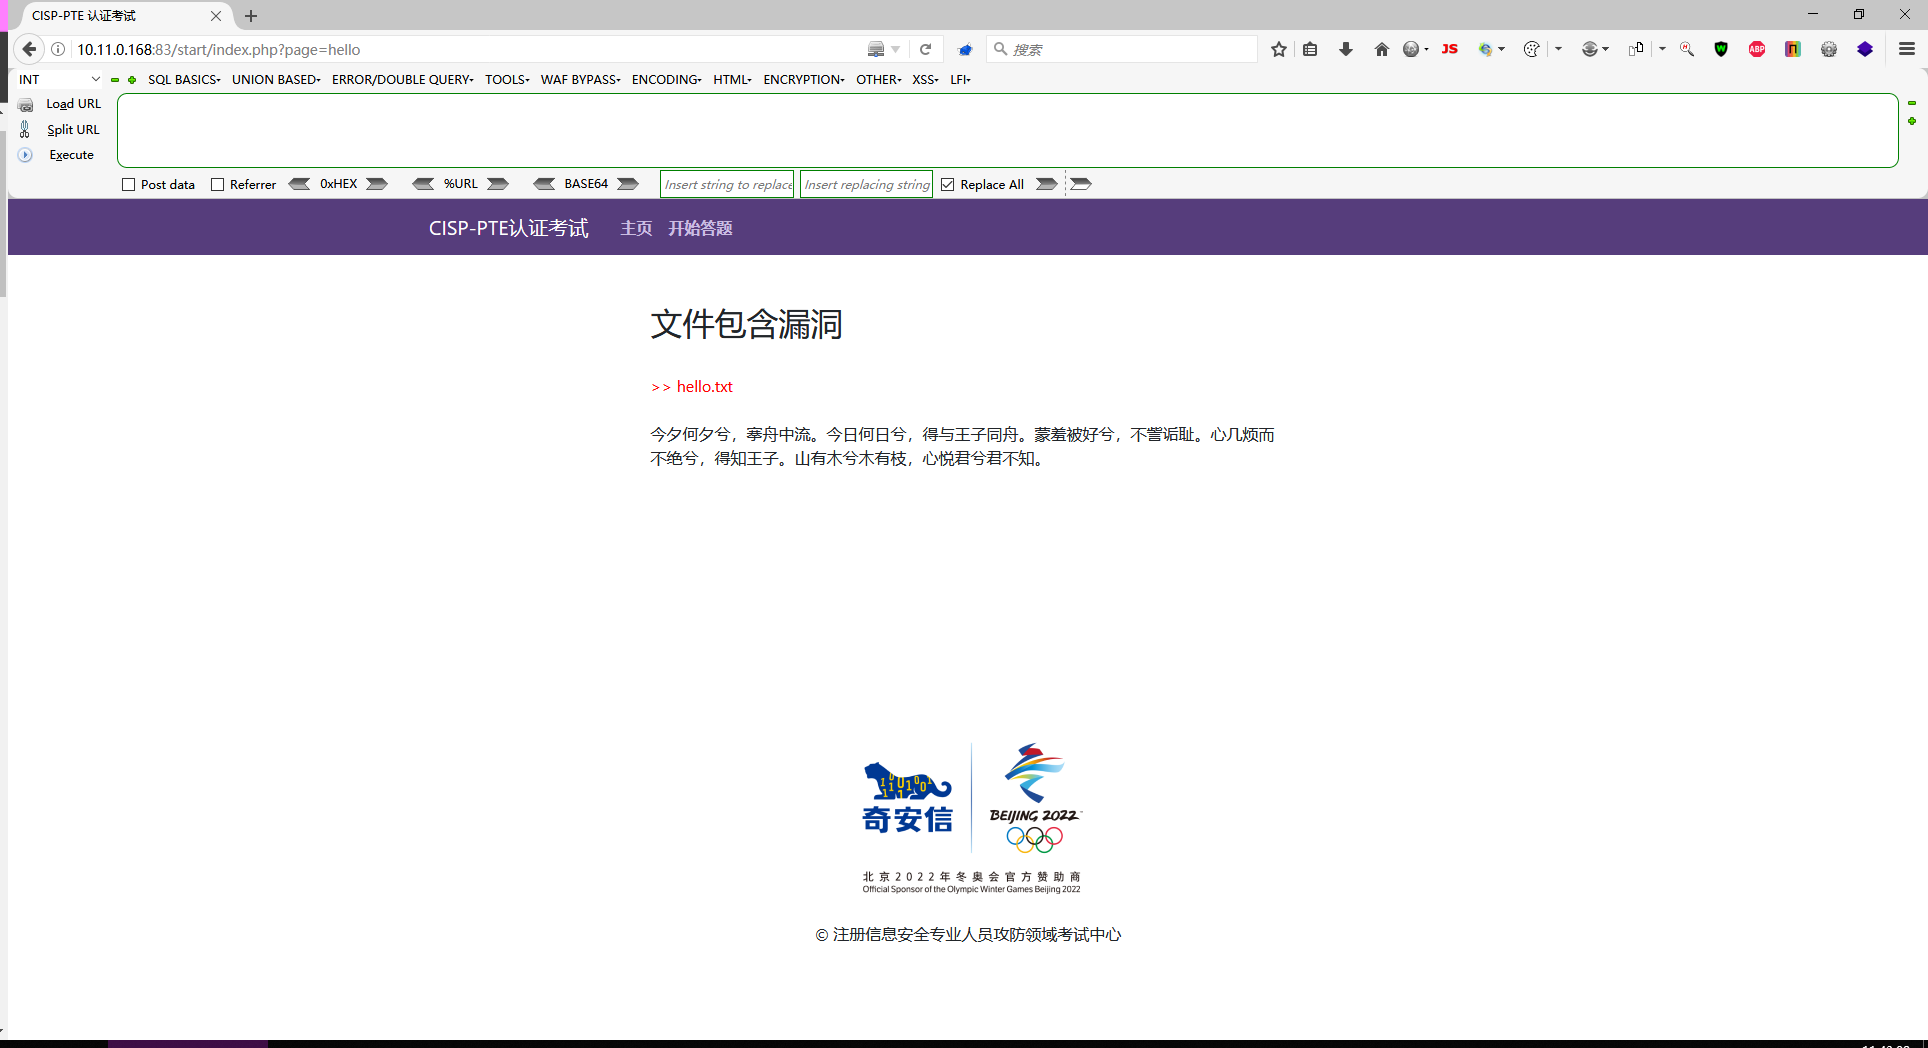 CISP-PTE 认证考试
10.11.0.168:83/start/index.php?page=hello
搜索
JS
ABP
INT
SQL BASICS
UNION BASED
ERROR/DOUBLE QUERY
TOOLS
WAF BYPASS
ENCODING
HTML
ENCRYPTION
OTHER
XSS
LFI
Load URL
Split URL
Execute
Post data
Referrer
0xHEX
%URL
BASE64
Insert string to replace
Insert replacing string
Replace All
CISP-PTE认证考试 主页 开始答题
文件包含漏洞
>> hello.txt
今夕何夕兮，搴舟中流。今日何日兮，得与王子同舟。蒙羞被好兮，不訾诟耻。心几烦而
不绝兮，得知王子。山有木兮木有枝，心悦君兮君不知。
奇安信
BEIJING 2022™
北京2022年冬奥会官方赞助商
Official Sponsor of the Olympic Winter Games Beijing 2022
© 注册信息安全专业人员攻防领域考试中心